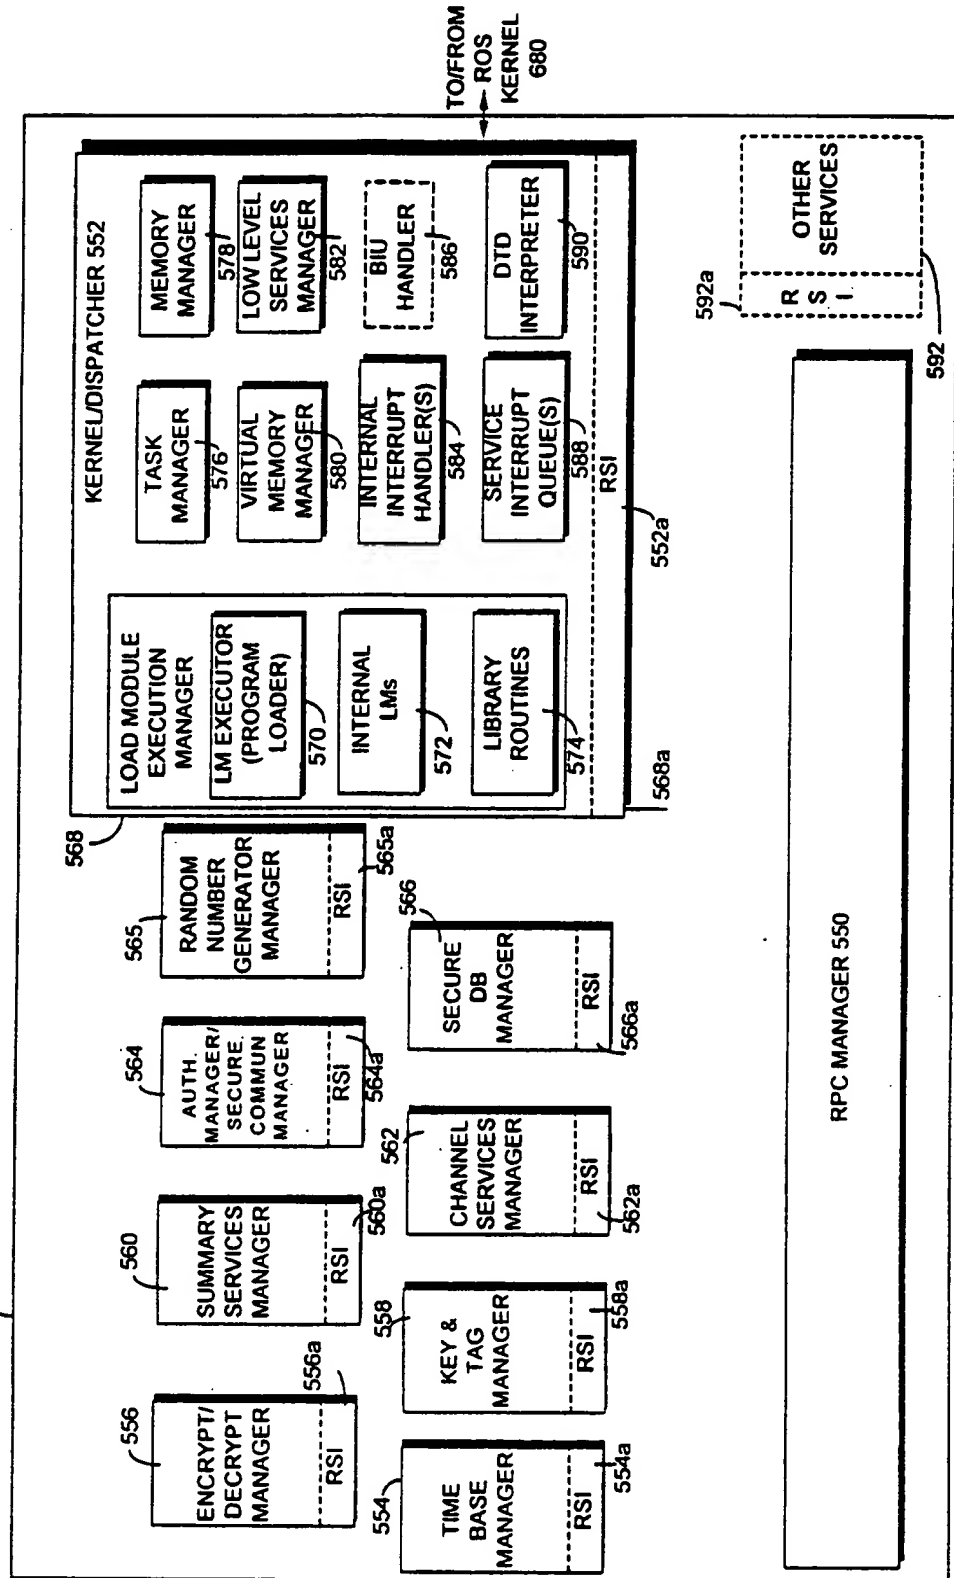 TO/FROM
ROS
KERNEL
680
KERNEL/DISPATCHER 552
LOAD MODULE
EXECUTION
MANAGER
568
LM EXECUTOR
(PROGRAM
LOADER)
570
INTERNAL
LMs
572
LIBRARY
ROUTINES
574
568a
TASK
MANAGER
576
MEMORY
MANAGER
578
VIRTUAL
MEMORY
MANAGER
580
LOW LEVEL
SERVICES
MANAGER
582
INTERNAL
INTERRUPT
HANDLER(S)
584
BIU
HANDLER
586
SERVICE
INTERRUPT
QUEUE(S)
588
DTD
INTERPRETER
590
RSI
552a
556
ENCRYPT/
DECRYPT
MANAGER
RSI
556a
560
SUMMARY
SERVICES
MANAGER
RSI
560a
564
AUTH.
MANAGER/
SECURE.
COMMUN
MANAGER
RSI
564a
565
RANDOM
NUMBER
GENERATOR
MANAGER
RSI
565a
554
TIME
BASE
MANAGER
RSI
554a
558
KEY &
TAG
MANAGER
RSI
558a
562
CHANNEL
SERVICES
MANAGER
RSI
562a
566
SECURE
DB
MANAGER
RSI
566a
592a
RSI
OTHER
SERVICES
592
RPC MANAGER 550